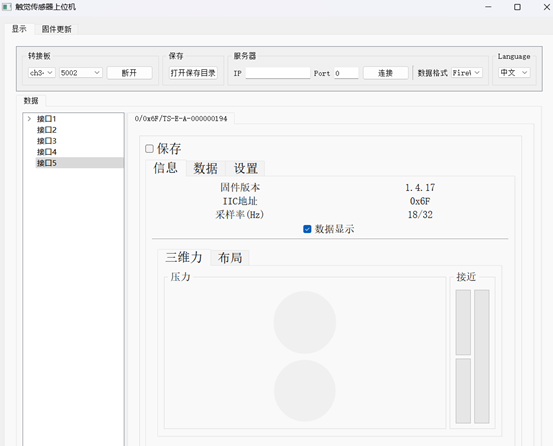 触觉传感器上位机
显示 固件更新
转接板 保存 服务器 Language
ch34 5002 断开 打开保存目录 IP Port 0 连接 数据格式 中文
数据
接口1 0/0x6F/TS-E-A-000000194
接口2
接口3
接口4
接口5
保存
信息 数据 设置
固件版本 1.4.17
IIC地址 0x6F
采样率(Hz) 18/32
数据显示
三维力 布局
压力 接近